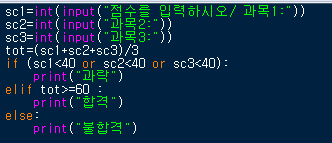 sc1=int(input("점수를 입력하시오/ 과목1:"))
sc2=int(input("과목2:"))
sc3=int(input("과목3:"))
tot=(sc1+sc2+sc3)/3
if (sc1<40 or sc2<40 or sc3<40):
    print("과락")
elif tot>=60 :
    print("합격")
else:
    print("불합격")